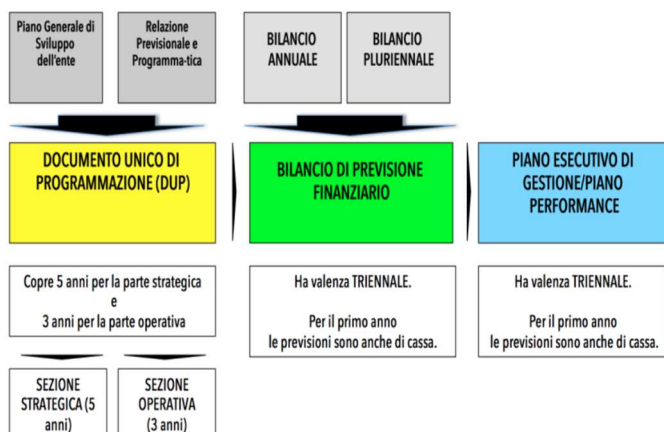 Piano Generale di
Sviluppo
dell'ente
Relazione
Previsionale e
Programma-tica
BILANCIO
ANNUALE
BILANCIO
PLURIENNALE
DOCUMENTO UNICO DI
PROGRAMMAZIONE (DUP)
BILANCIO DI PREVISIONE
FINANZIARIO
PIANO ESECUTIVO DI
GESTIONE/PIANO
PERFORMANCE
Copre 5 anni per la parte strategica
e
3 anni per la parte operativa
Ha valenza TRIENNALE.
Per il primo anno
le previsioni sono anche di cassa.
Ha valenza TRIENNALE.
Per il primo anno
le previsioni sono anche di cassa.
SEZIONE
STRATEGICA (5
anni)
SEZIONE
OPERATIVA
(3 anni)